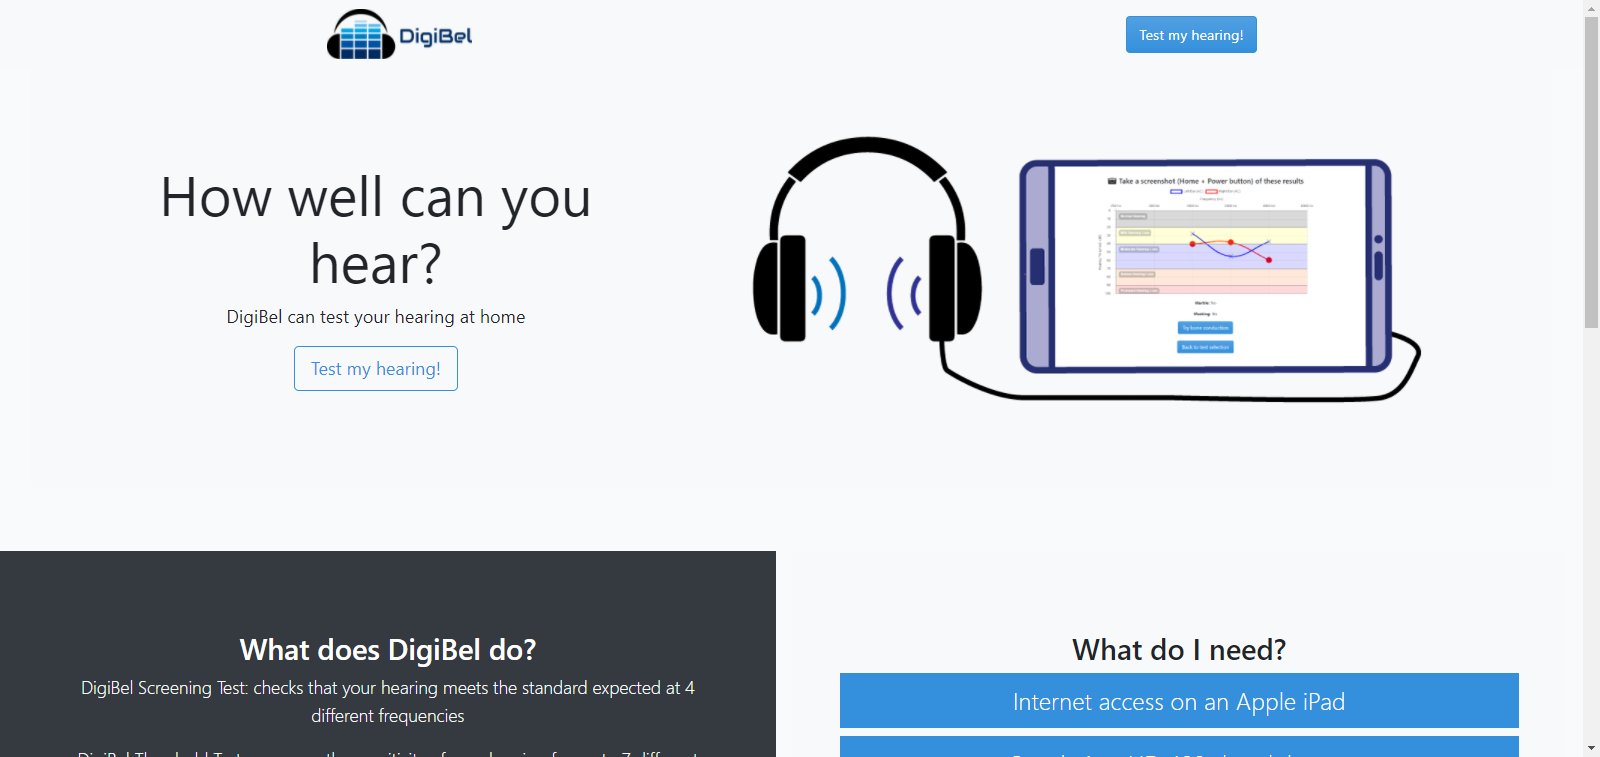 DigiBel
Test my hearing!
How well can you
hear?
DigiBel can test your hearing at home
Test my hearing!
Take a screenshot (Home + Power button) of these results
Try bone conduction
Back to test selection
What does DigiBel do?
DigiBel Screening Test: checks that your hearing meets the standard expected at 4
different frequencies
What do I need?
Internet access on an Apple iPad